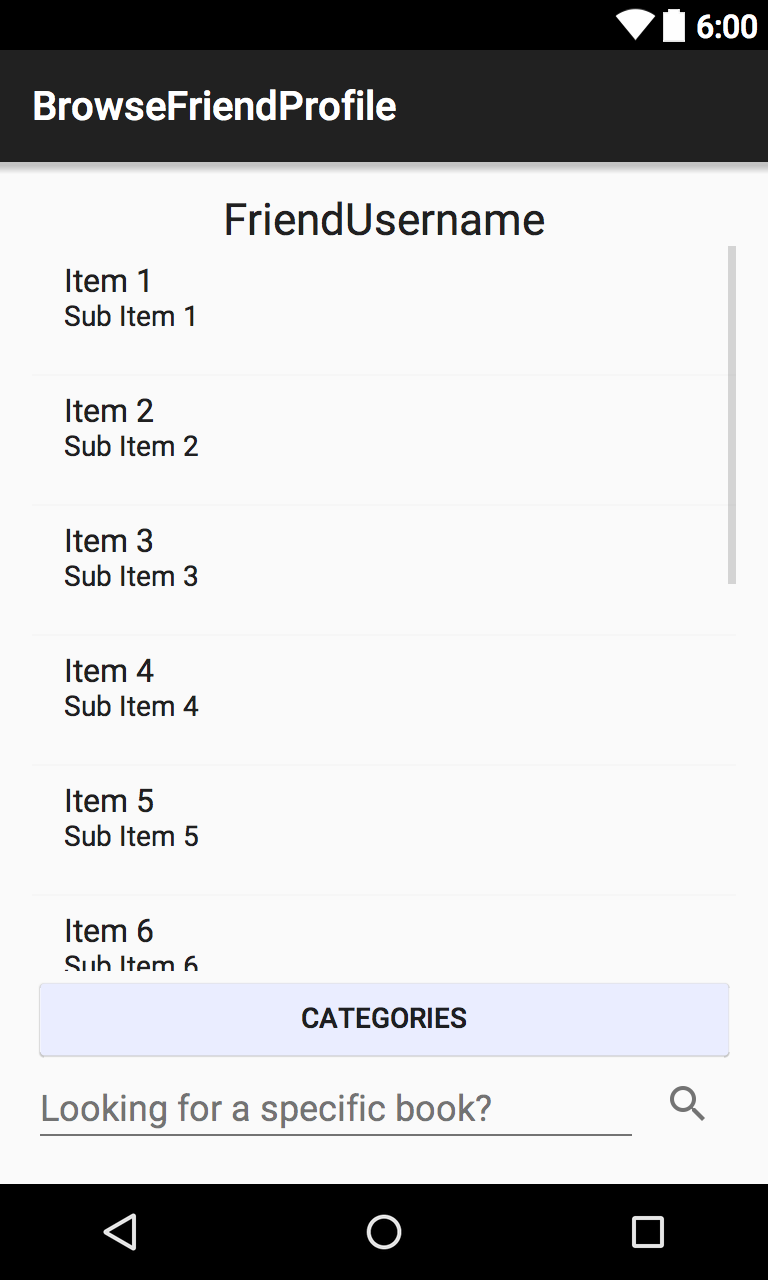 6:00
BrowseFriendProfile
FriendUsername
Item 1
Sub Item 1
Item 2
Sub Item 2
Item 3
Sub Item 3
Item 4
Sub Item 4
Item 5
Sub Item 5
Item 6
Sub Item 6
CATEGORIES
Looking for a specific book?